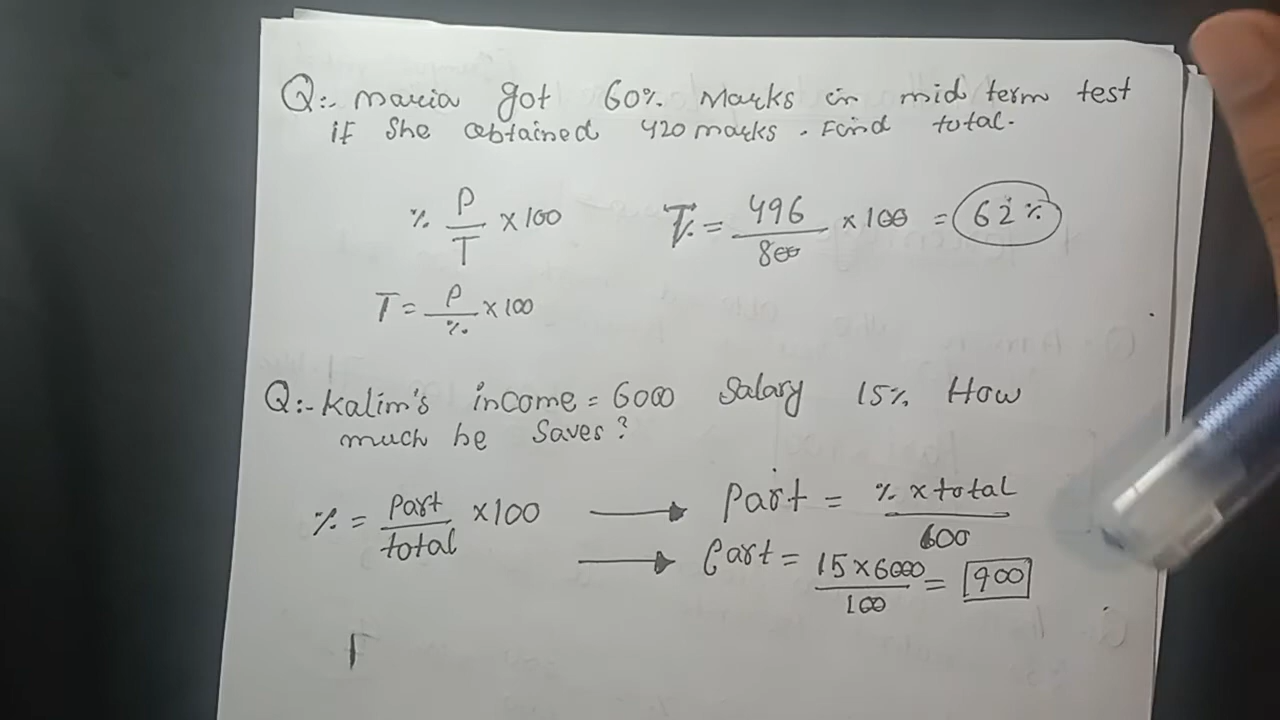 Q:- Maria got 60% Marks in mid term test
if She obtained 420 marks . Find total.
% P/T × 100
T% = 496/800 × 100 = 62%
T = P/% × 100
Q:- Kalim's income = 6000 Salary 15% How
much he Saves?
% = Part/total × 100 → Part = % × total/600
→ Part = 15 × 6000/100 = 900